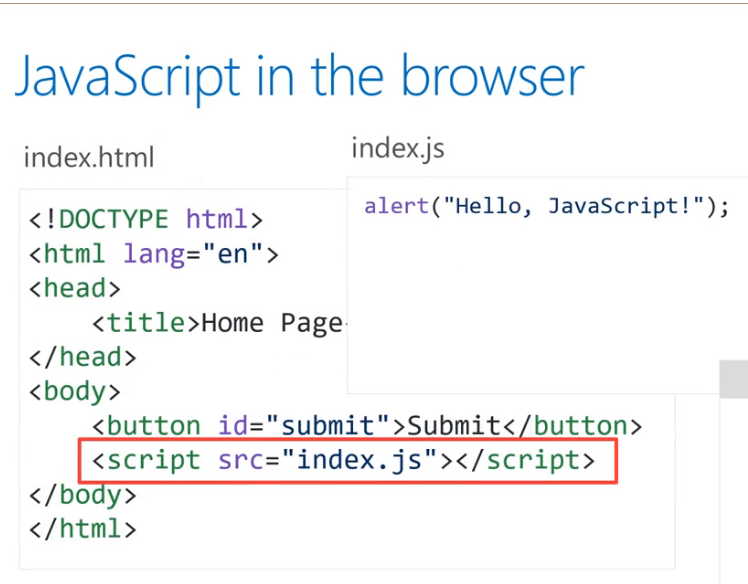 JavaScript in the browser
index.html
<!DOCTYPE html>
<html lang="en">
<head>
    <title>Home Page
</head>
<body>
    <button id="submit">Submit</button>
    <script src="index.js"></script>
</body>
</html>
index.js
alert("Hello, JavaScript!");